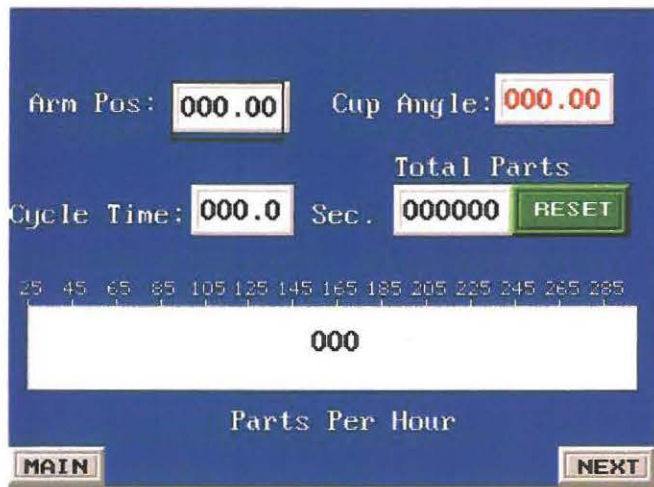 Arm Pos: 000.00 Cup Angle: 000.00
Total Parts
Cycle Time: 000.0 Sec. 000000 RESET
25 45 65 85 105 125 145 165 185 205 225 245 265 285
000
Parts Per Hour
MAIN NEXT